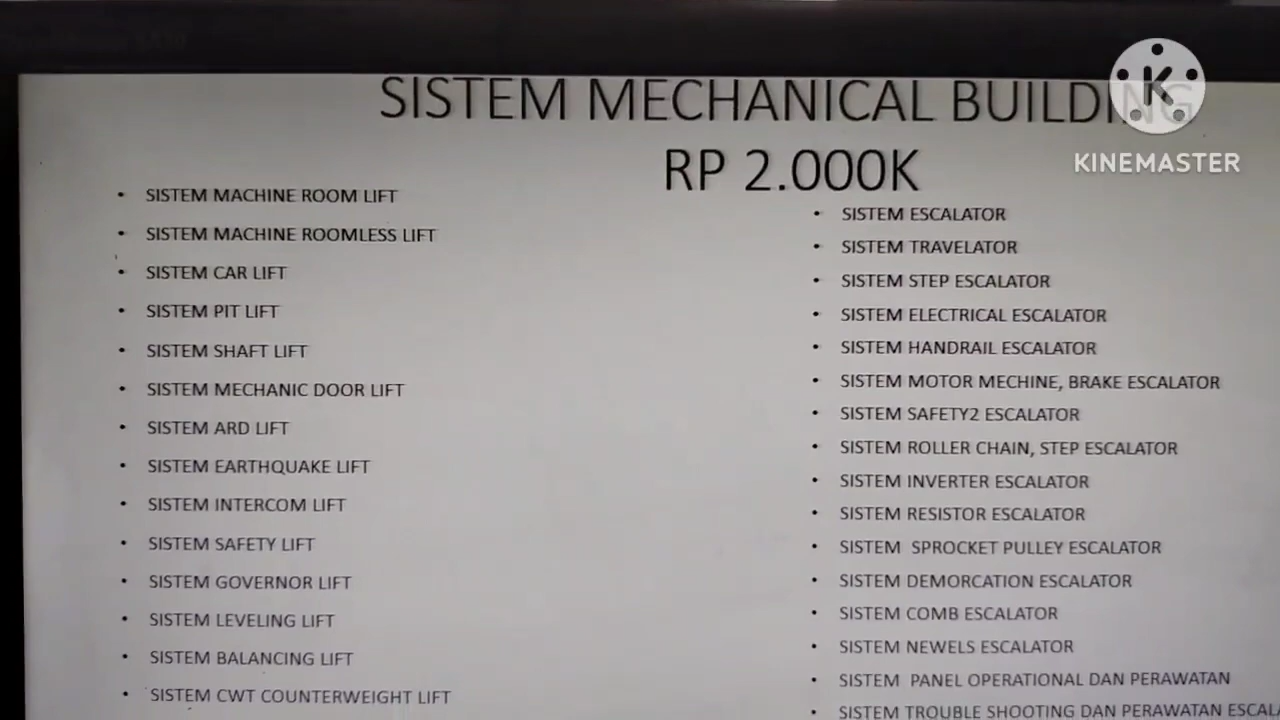 SISTEM MECHANICAL BUILDING
RP 2.000K
KINEMASTER
• SISTEM MACHINE ROOM LIFT
• SISTEM MACHINE ROOMLESS LIFT
• SISTEM CAR LIFT
• SISTEM PIT LIFT
• SISTEM SHAFT LIFT
• SISTEM MECHANIC DOOR LIFT
• SISTEM ARD LIFT
• SISTEM EARTHQUAKE LIFT
• SISTEM INTERCOM LIFT
• SISTEM SAFETY LIFT
• SISTEM GOVERNOR LIFT
• SISTEM LEVELING LIFT
• SISTEM BALANCING LIFT
• SISTEM CWT COUNTERWEIGHT LIFT
• SISTEM ESCALATOR
• SISTEM TRAVELATOR
• SISTEM STEP ESCALATOR
• SISTEM ELECTRICAL ESCALATOR
• SISTEM HANDRAIL ESCALATOR
• SISTEM MOTOR MECHINE, BRAKE ESCALATOR
• SISTEM SAFETY2 ESCALATOR
• SISTEM ROLLER CHAIN, STEP ESCALATOR
• SISTEM INVERTER ESCALATOR
• SISTEM RESISTOR ESCALATOR
• SISTEM SPROCKET PULLEY ESCALATOR
• SISTEM DEMORCATION ESCALATOR
• SISTEM COMB ESCALATOR
• SISTEM NEWELS ESCALATOR
• SISTEM PANEL OPERATIONAL DAN PERAWATAN
• SISTEM TROUBLE SHOOTING DAN PERAWATAN ESCALA